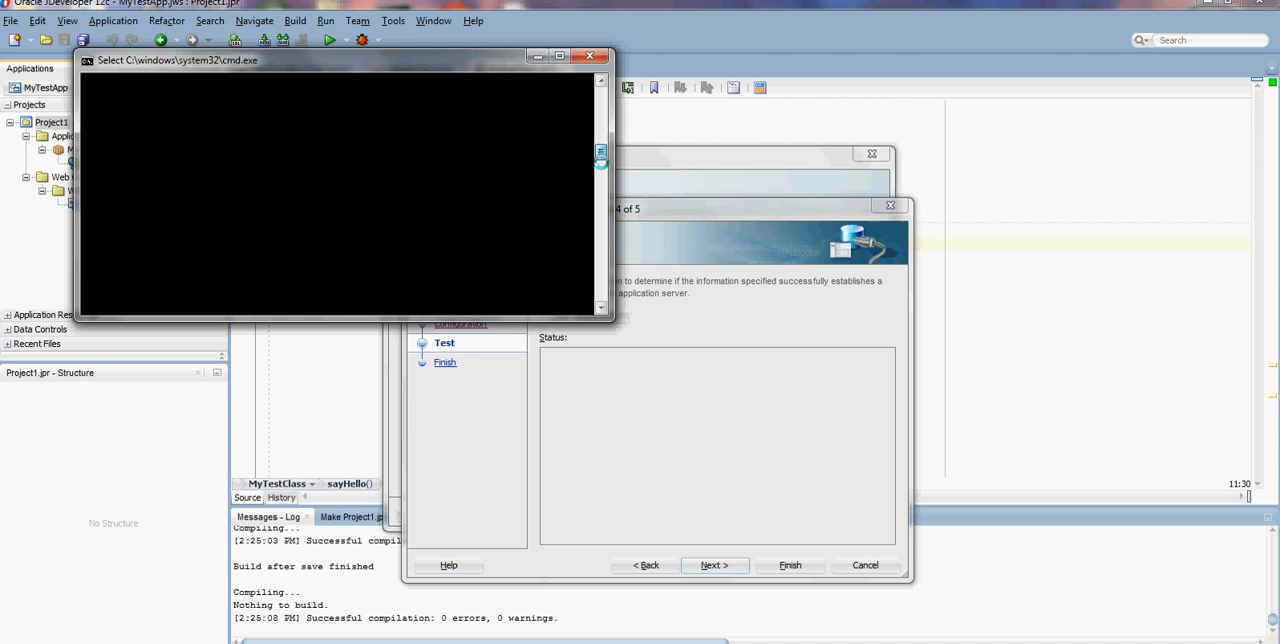 Oracle JDeveloper 12c - MyTestApp.jws : Project1.jpr
File Edit View Application Refactor Search Navigate Build Run Team Tools Window Help
Search
Select C:\windows\system32\cmd.exe
Applications
MyTestApp
Projects
Project1
Applic
M
Web
W
4 of 5
on to determine if the information specified successfully establishes a
application server.
Configuration
Test
Finish
Status:
Application Res
Data Controls
Recent Files
Project1.jpr - Structure
No Structure
MyTestClass sayHello()
11:30
Source History
Messages - Log Make Project1.jp
Compiling...
[2:25:03 PM] Successful compil
Build after save finished
Compiling...
Nothing to build.
[2:25:08 PM] Successful compilation: 0 errors, 0 warnings.
Help < Back Next > Finish Cancel